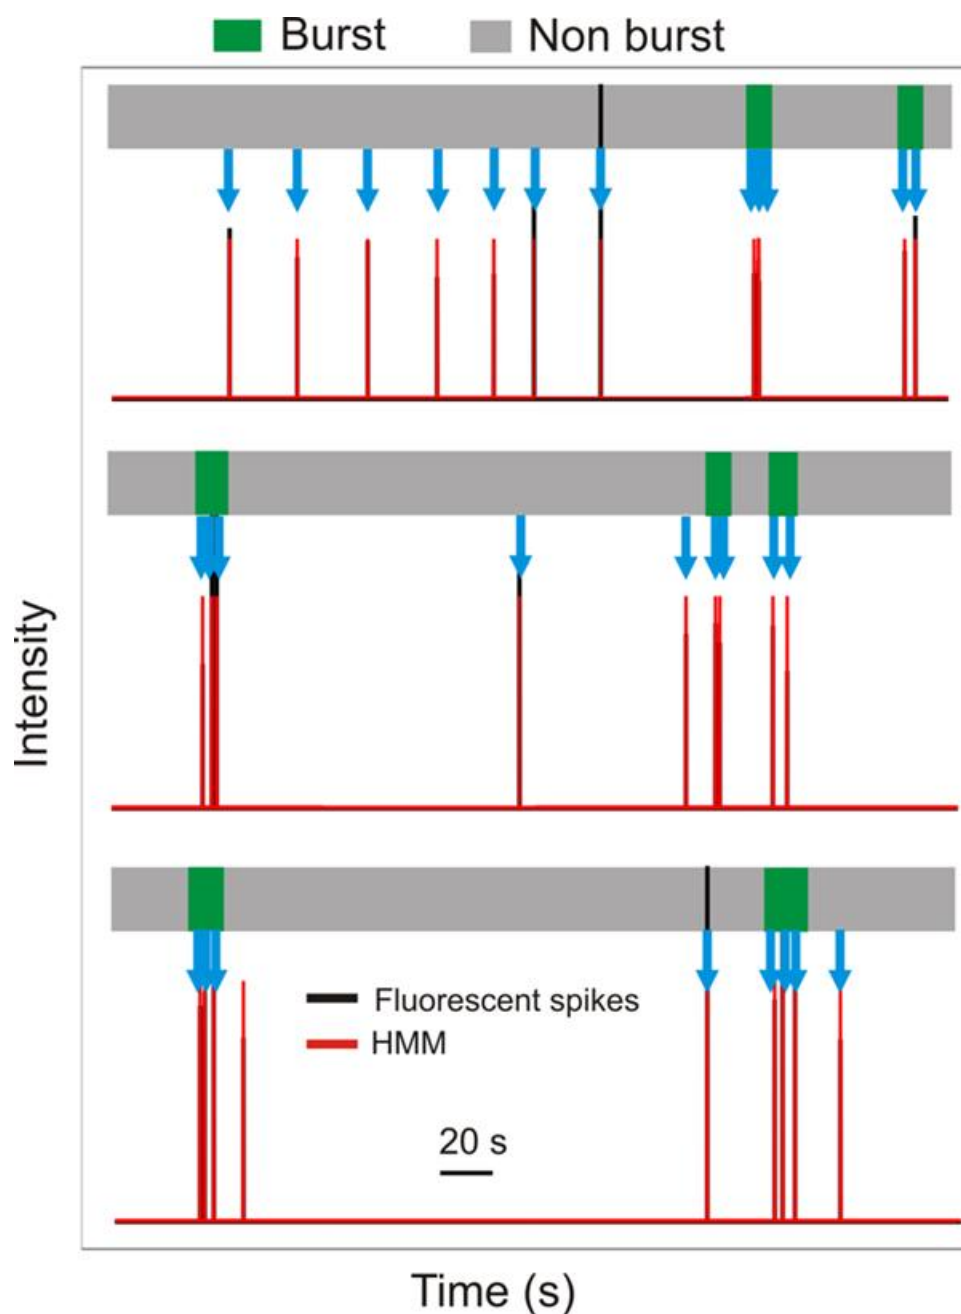 Burst
Non burst
Intensity
Fluorescent spikes
HMM
20 s
Time (s)